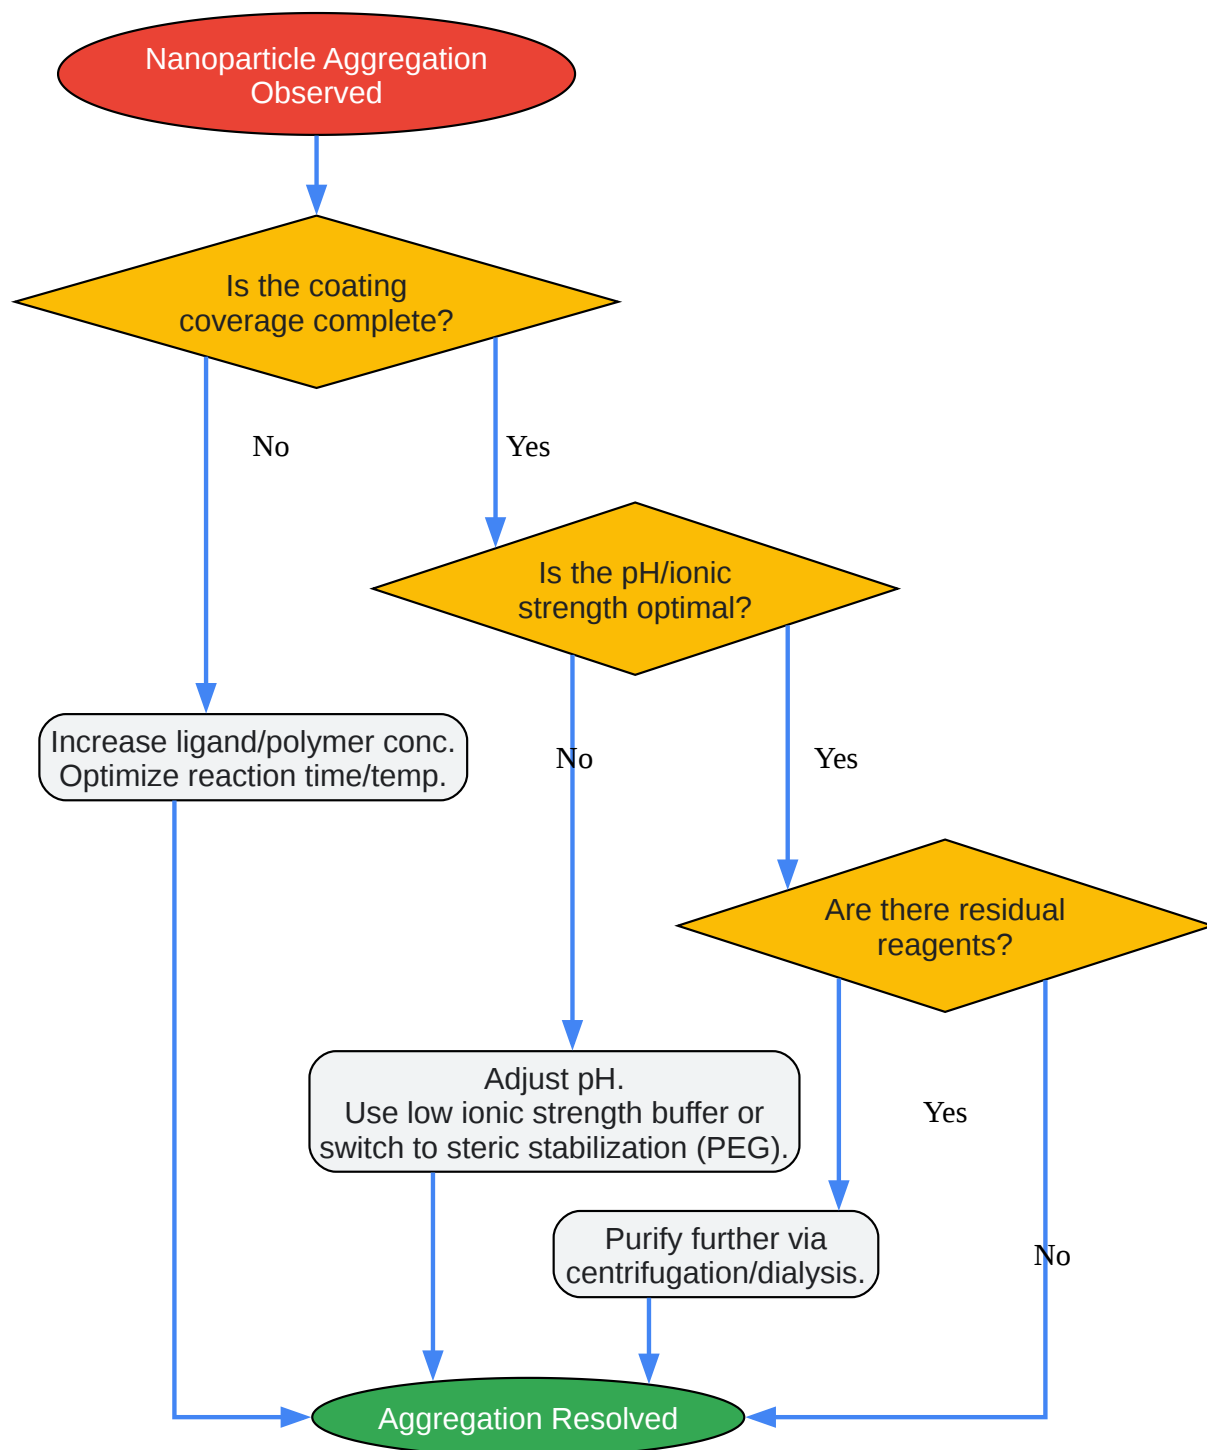 Nanoparticle Aggregation
Observed
Is the coating
coverage complete?
No
Yes
Is the pH/ionic
strength optimal?
Increase ligand/polymer conc.
Optimize reaction time/temp.
No
Yes
Are there residual
reagents?
Adjust pH.
Use low ionic strength buffer or
switch to steric stabilization (PEG).
Yes
Purify further via
centrifugation/dialysis.
No
Aggregation Resolved